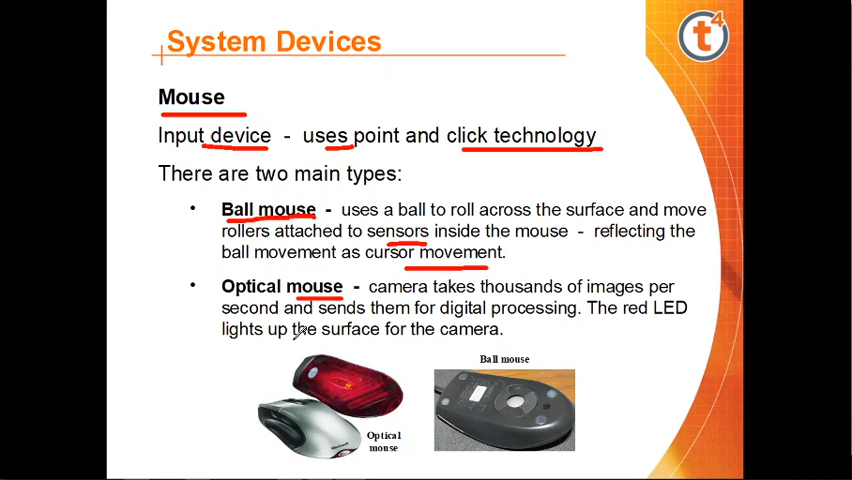 System Devices
t4
Mouse
Input device - uses point and click technology
There are two main types:
• Ball mouse - uses a ball to roll across the surface and move
rollers attached to sensors inside the mouse - reflecting the
ball movement as cursor movement.
• Optical mouse - camera takes thousands of images per
second and sends them for digital processing. The red LED
lights up the surface for the camera.
Ball mouse
Optical
mouse